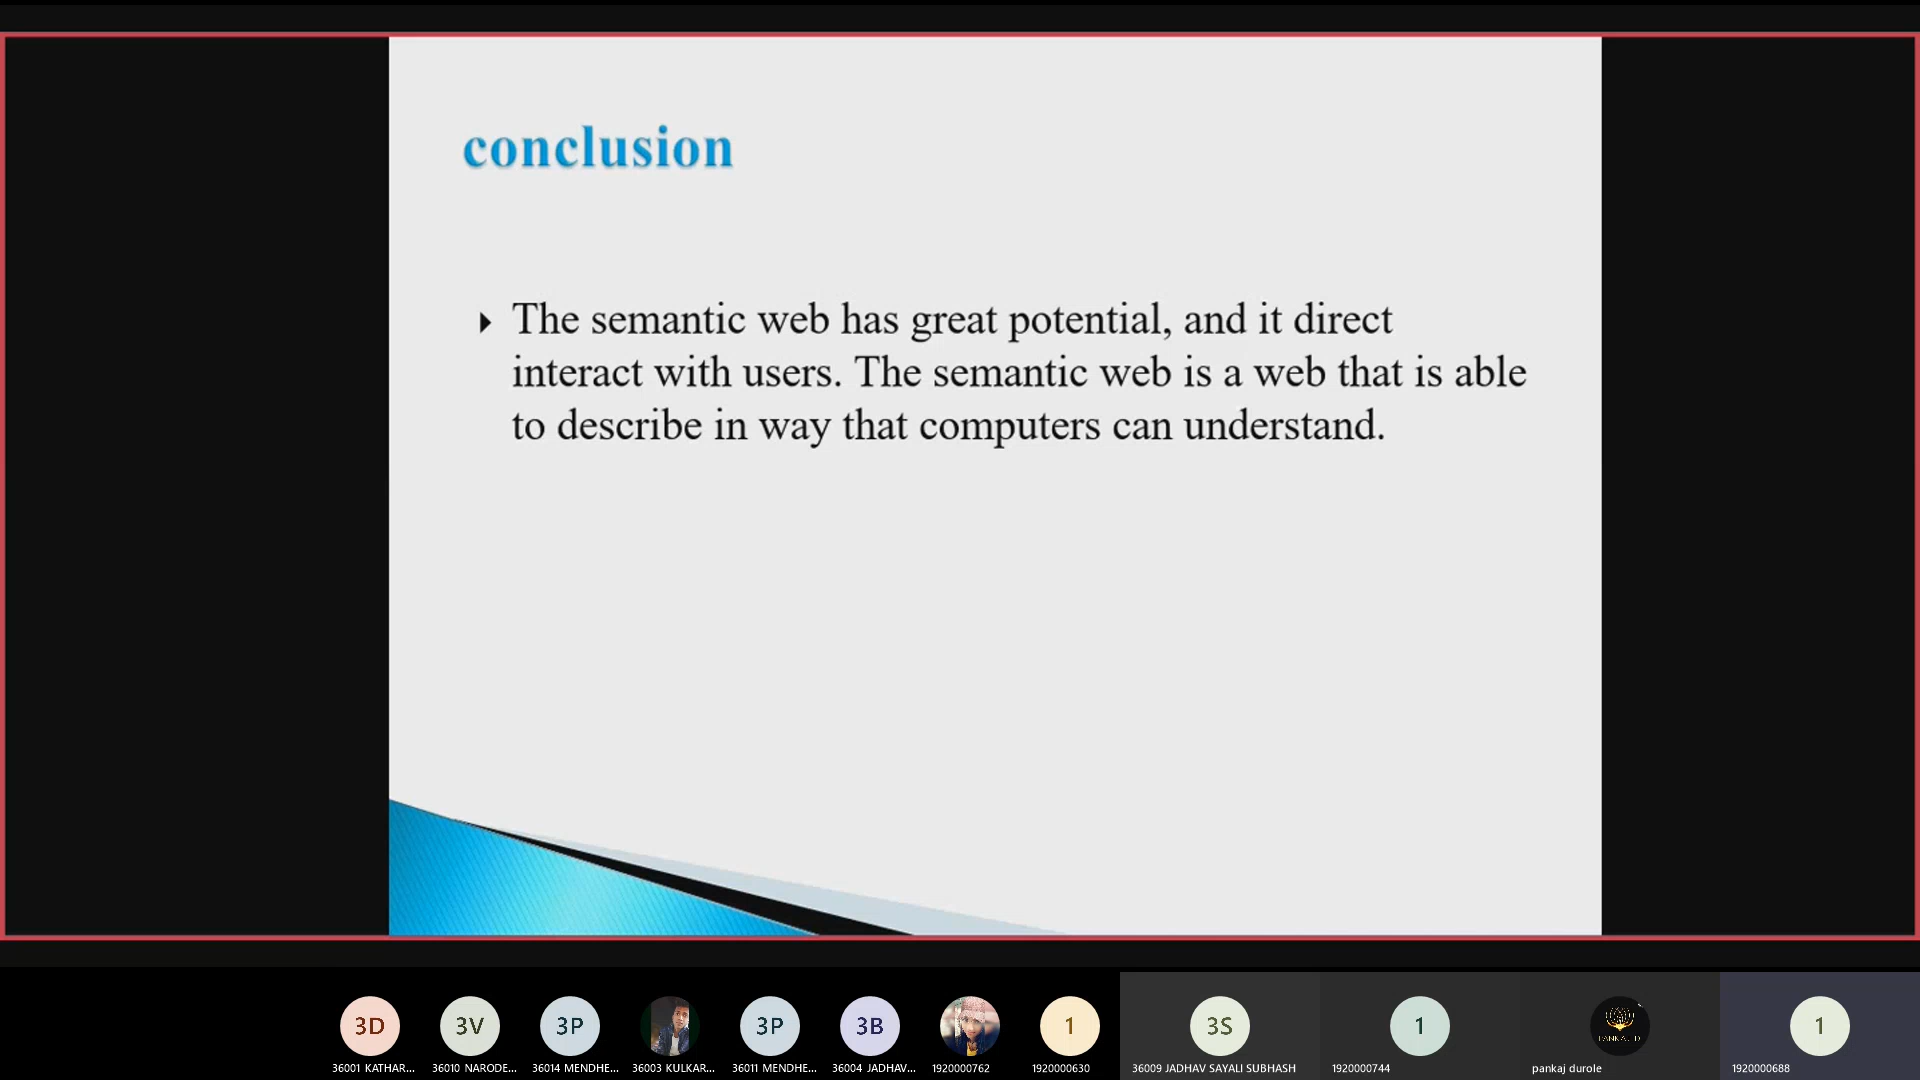 conclusion
The semantic web has great potential, and it direct
interact with users. The semantic web is a web that is able
to describe in way that computers can understand.
3D
3V
3P
3P
3B
1
3S
1
PANKAJ D
1
36001 KATHAR...
36010 NARODE...
36014 MENDHE...
36003 KULKAR...
36011 MENDHE...
36004 JADHAV...
1920000762
1920000630
36009 JADHAV SAYALI SUBHASH
1920000744
pankaj durole
1920000688